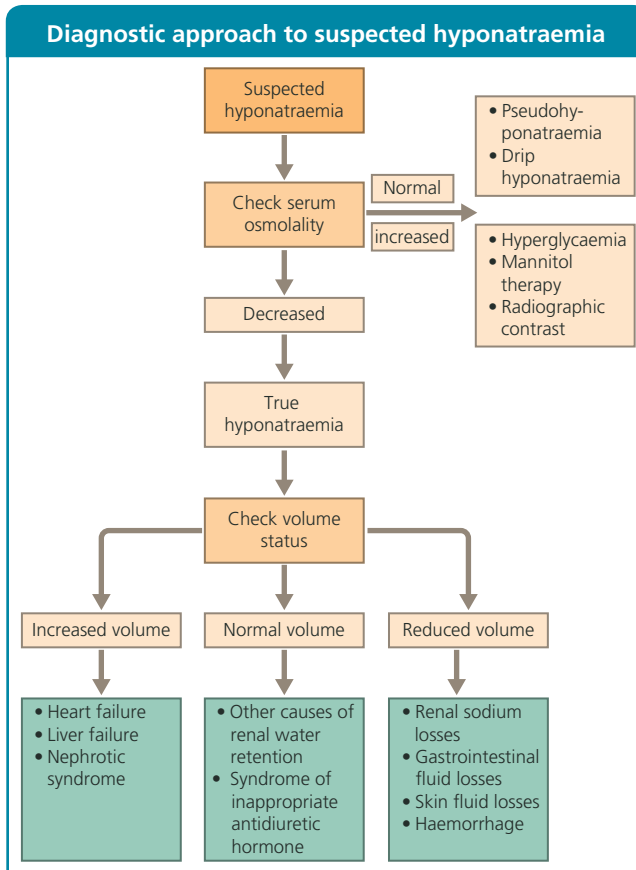 Diagnostic approach to suspected hyponatraemia
Suspected
hyponatraemia
• Pseudohy-
ponatraemia
• Drip
hyponatraemia
Check serum
osmolality
Normal
increased
• Hyperglycaemia
• Mannitol
therapy
• Radiographic
contrast
Decreased
True
hyponatraemia
Check volume
status
Increased volume
Normal volume
Reduced volume
• Heart failure
• Liver failure
• Nephrotic
syndrome
• Other causes of
renal water
retention
• Syndrome of
inappropriate
antidiuretic
hormone
• Renal sodium
losses
• Gastrointestinal
fluid losses
• Skin fluid losses
• Haemorrhage